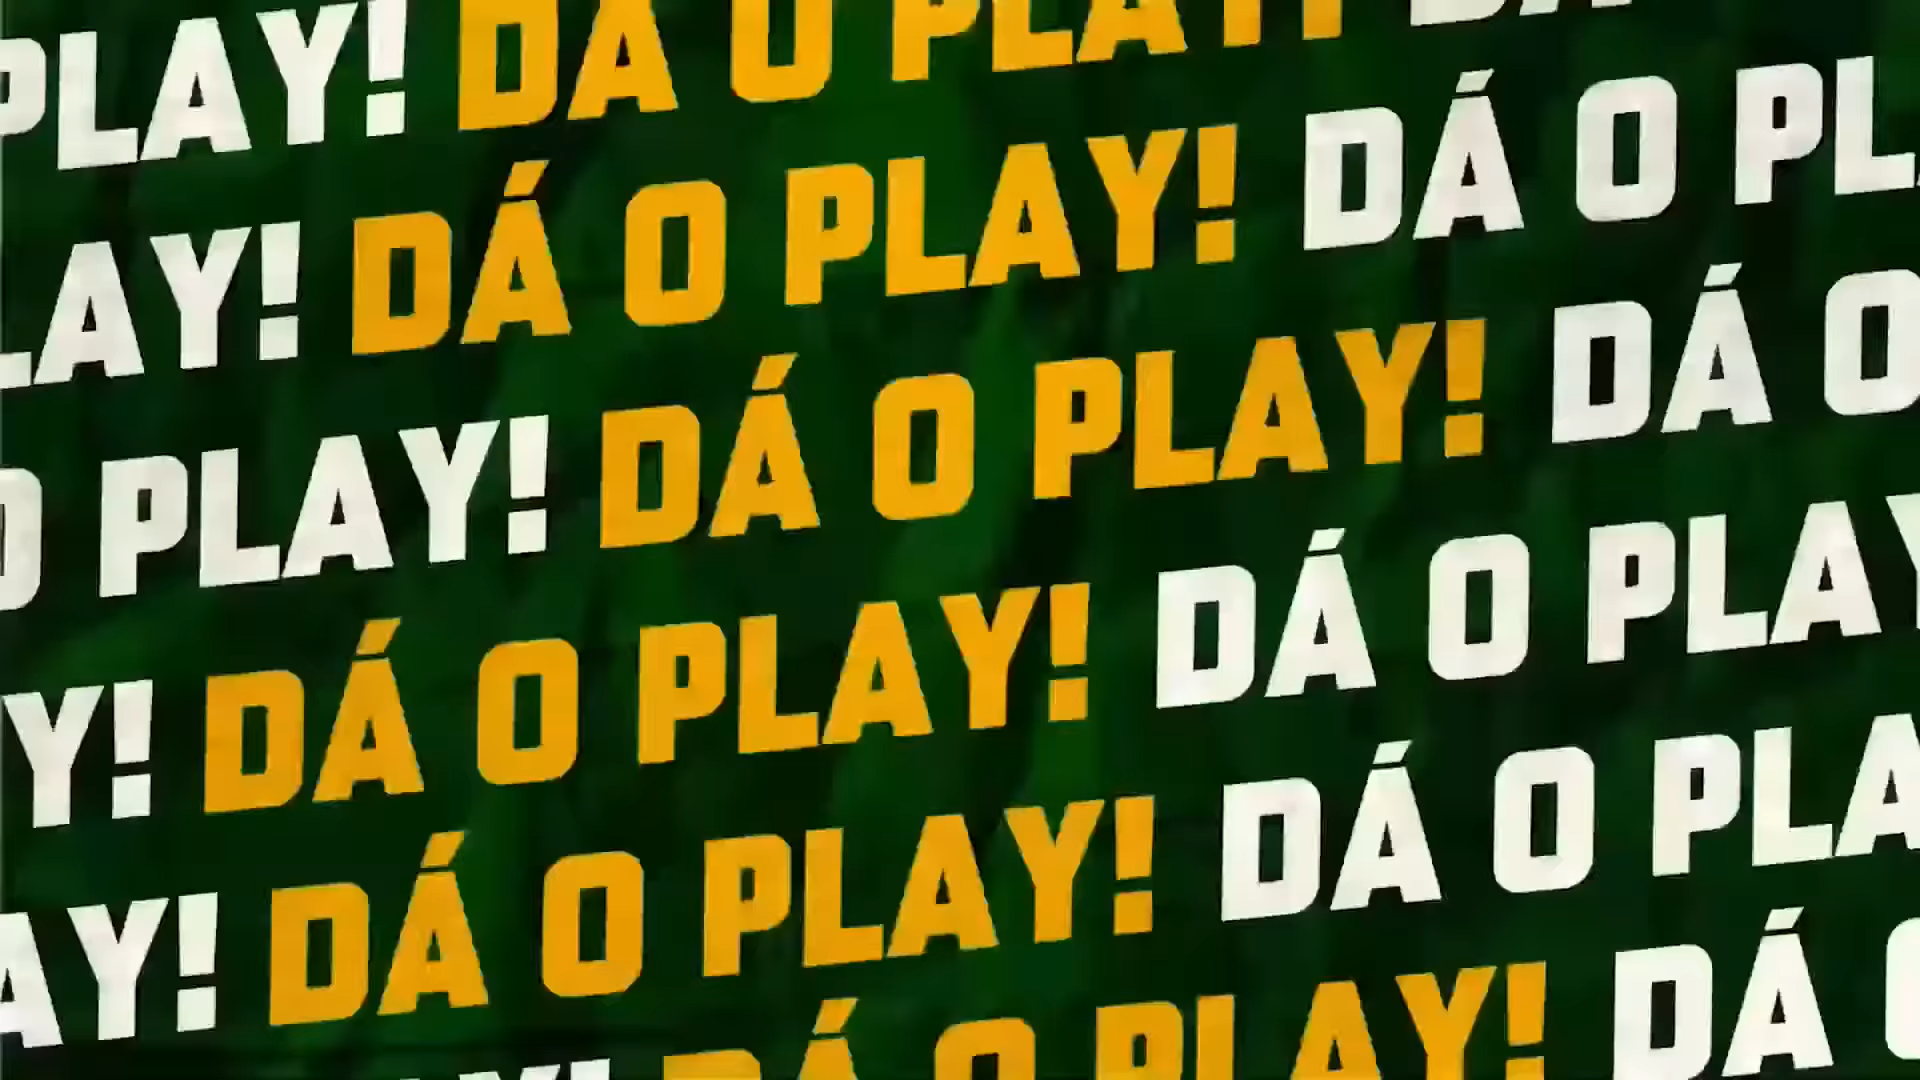 PLAY! DÁ O PLAY! DÁ
LAY! DÁ O PLAY! DÁ O PL
O PLAY! DÁ O PLAY! DÁ O
Y! DÁ O PLAY! DÁ O PLAY
AY! DÁ O PLAY! DÁ O PLA
AY! DÁ O PLAY! DÁ O